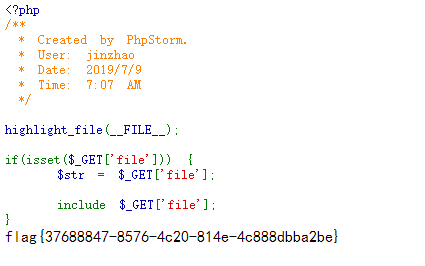 <?php
/**
 * Created by PhpStorm.
 * User: jinzhao
 * Date: 2019/7/9
 * Time: 7:07 AM
 */
highlight_file(__FILE__);
if(isset($_GET['file'])) {
$str = $_GET['file'];
include $_GET['file'];
}
flag{37688847-8576-4c20-814e-4c888dbba2be}